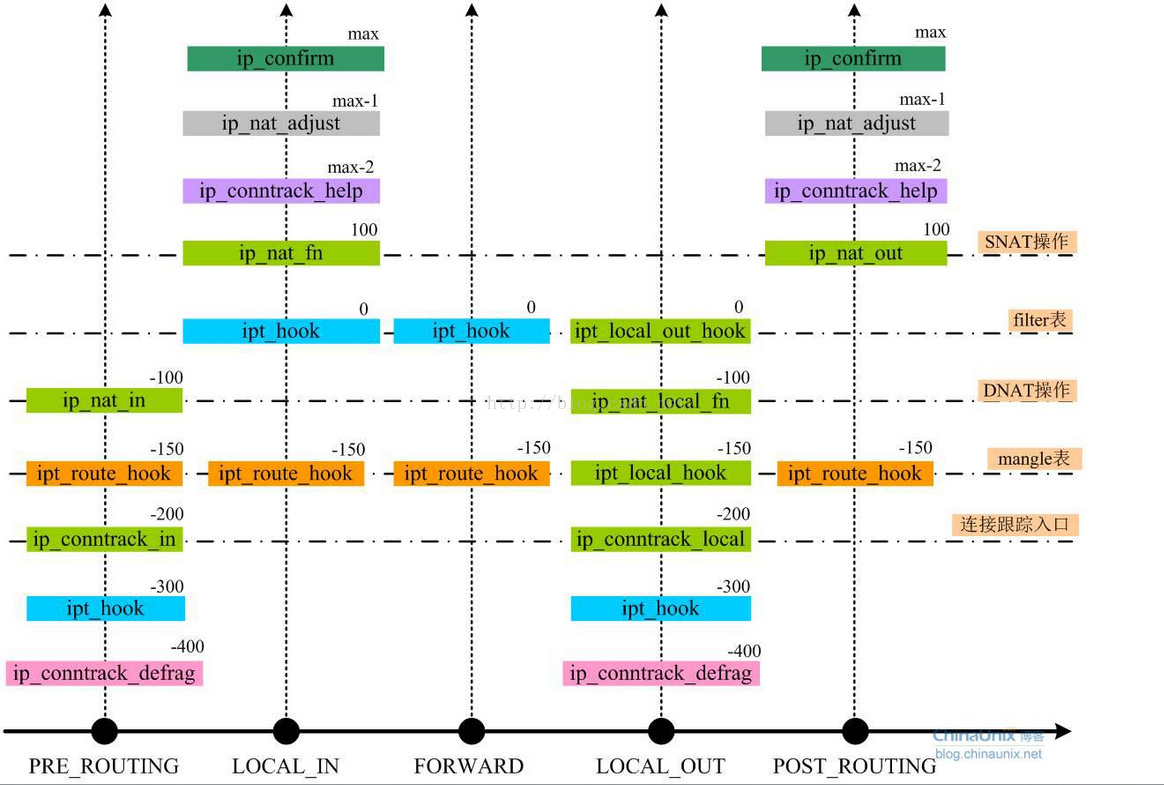 max
max
ip_confirm
ip_confirm
max-1
max-1
ip_nat_adjust
ip_nat_adjust
max-2
max-2
ip_conntrack_help
ip_conntrack_help
100
100
SNAT操作
ip_nat_fn
ip_nat_out
0
0
0
filter表
ipt_hook
ipt_hook
ipt_local_out_hook
-100
-100
DNAT操作
ip_nat_in
ip_nat_local_fn
-150
-150
-150
-150
-150
mangle表
ipt_route_hook
ipt_route_hook
ipt_route_hook
ipt_local_hook
ipt_route_hook
-200
-200
连接跟踪入口
ip_conntrack_in
ip_conntrack_local
-300
-300
ipt_hook
ipt_hook
-400
-400
ip_conntrack_defrag
ip_conntrack_defrag
ChinaUnix 博客
blog.chinaunix.net
PRE_ROUTING
LOCAL_IN
FORWARD
LOCAL_OUT
POST_ROUTING